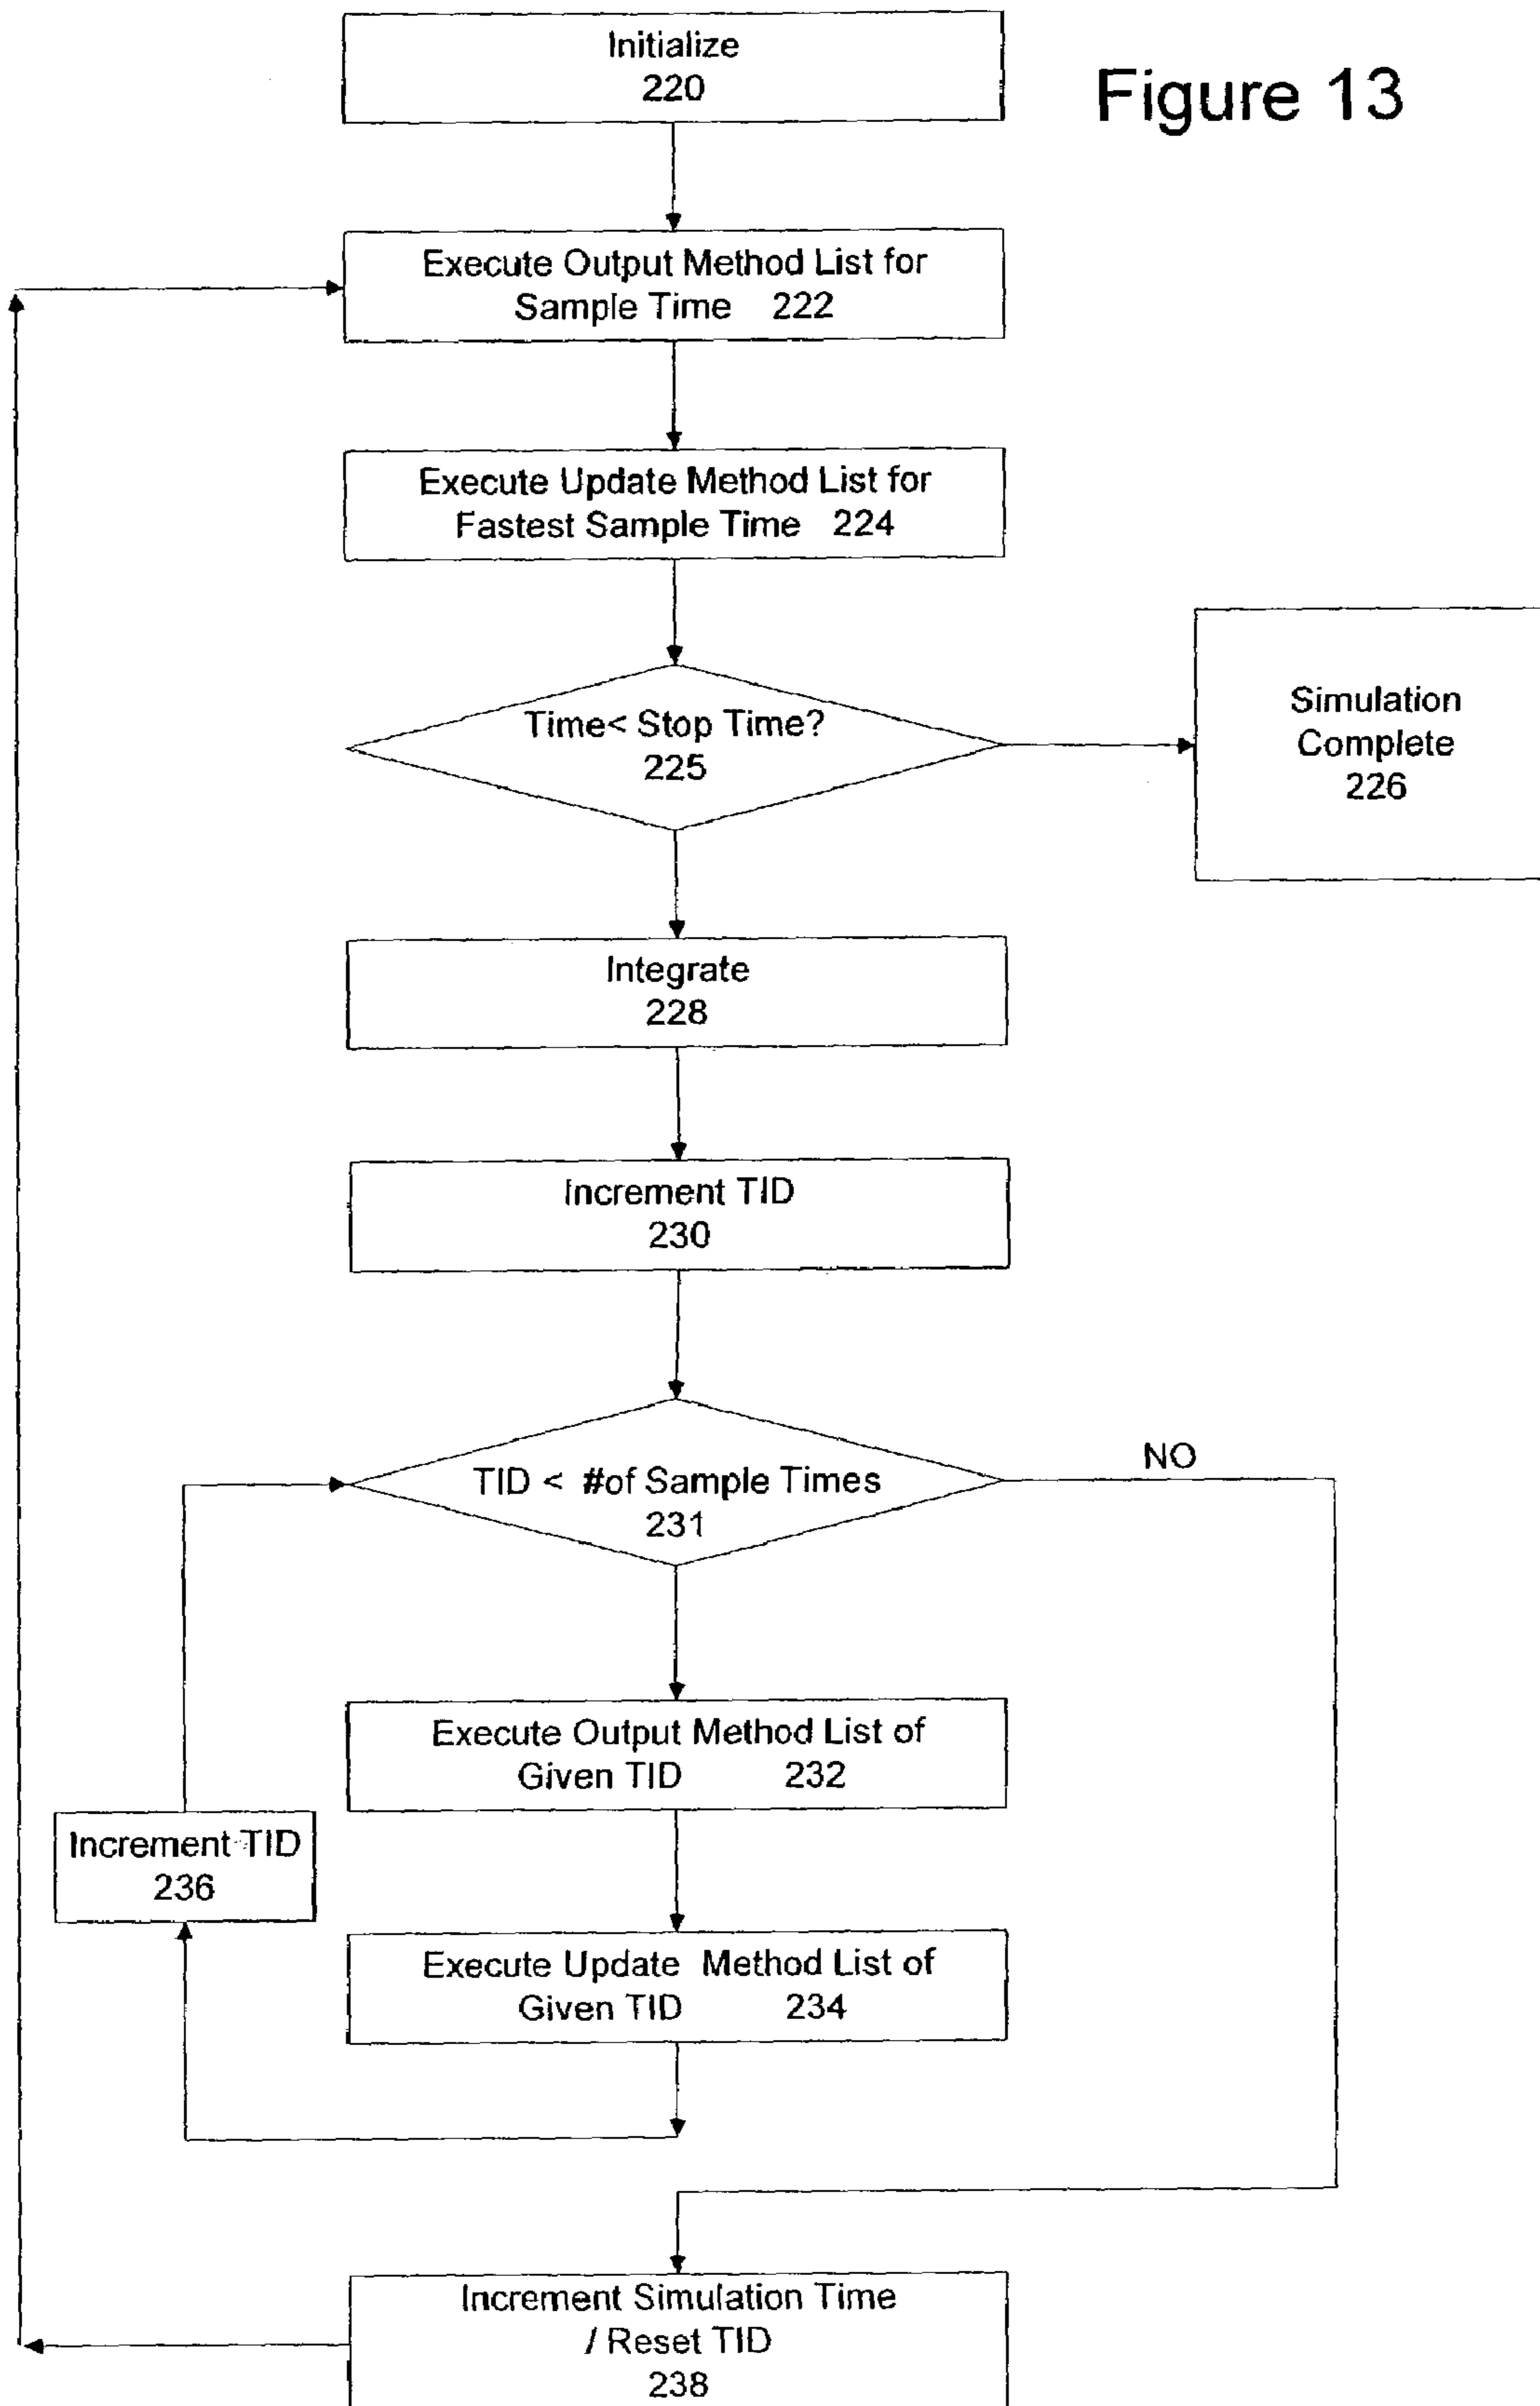 Figure 13
Initialize
220
Execute Output Method List for
Sample Time 222
Execute Update Method List for
Fastest Sample Time 224
Time< Stop Time?
225
Simulation
Complete
226
Integrate
228
Increment TID
230
TID < #of Sample Times
231
NO
Execute Output Method List of
Given TID 232
Increment TID
236
Execute Update Method List of
Given TID 234
Increment Simulation Time
/ Reset TID
238